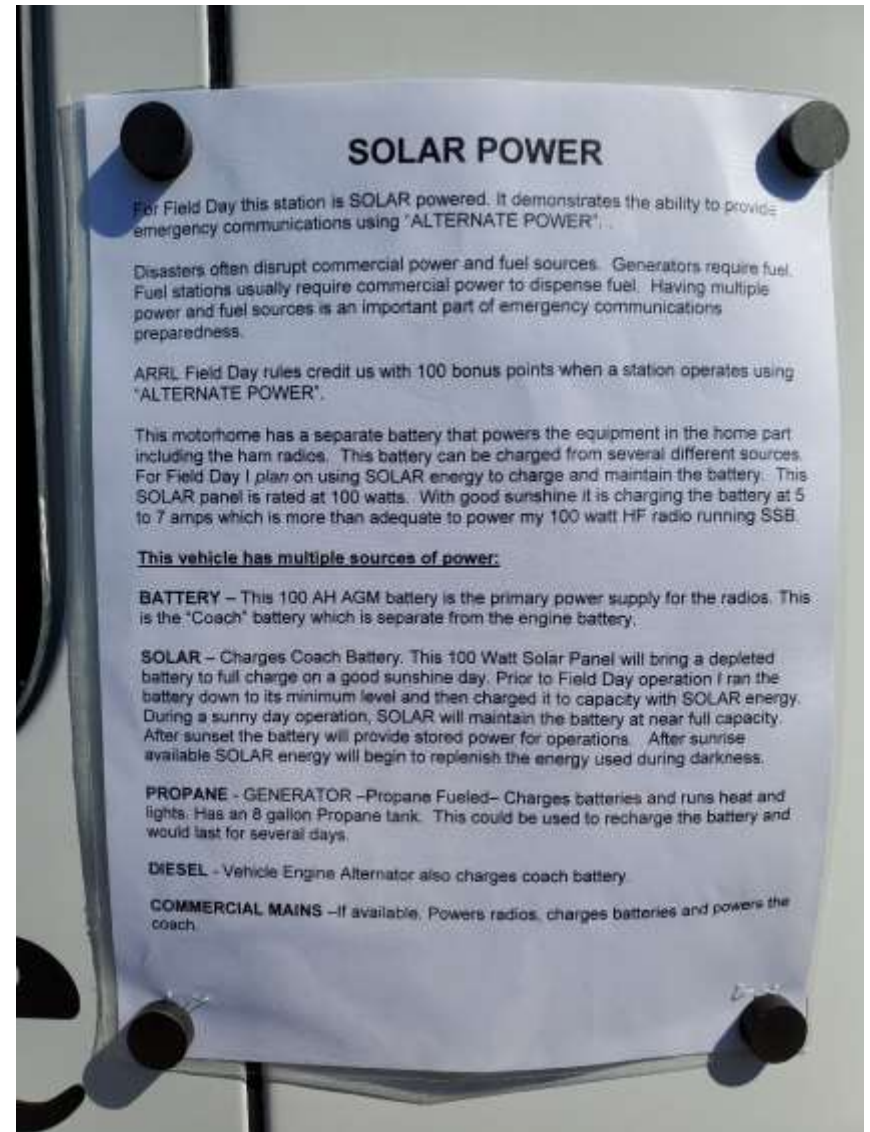 SOLAR POWER
For Field Day this station is SOLAR powered. It demonstrates the ability to provide
emergency communications using "ALTERNATE POWER". .
Disasters often disrupt commercial power and fuel sources. Generators require fuel.
Fuel stations usually require commercial power to dispense fuel. Having multiple
power and fuel sources is an important part of emergency communications
preparedness.
ARRL Field Day rules credit us with 100 bonus points when a station operates using
"ALTERNATE POWER".
This motorhome has a separate battery that powers the equipment in the home part
including the ham radios. This battery can be charged from several different sources.
For Field Day I plan on using SOLAR energy to charge and maintain the battery. This
SOLAR panel is rated at 100 watts. With good sunshine it is charging the battery at 5
to 7 amps which is more than adequate to power my 100 watt HF radio running SSB.
This vehicle has multiple sources of power:
BATTERY – This 100 AH AGM battery is the primary power supply for the radios. This
is the "Coach" battery which is separate from the engine battery.
SOLAR – Charges Coach Battery. This 100 Watt Solar Panel will bring a depleted
battery to full charge on a good sunshine day. Prior to Field Day operation I ran the
battery down to its minimum level and then charged it to capacity with SOLAR energy.
During a sunny day operation, SOLAR will maintain the battery at near full capacity.
After sunset the battery will provide stored power for operations. After sunrise
available SOLAR energy will begin to replenish the energy used during darkness.
PROPANE - GENERATOR –Propane Fueled– Charges batteries and runs heat and
lights. Has an 8 gallon Propane tank. This could be used to recharge the battery and
would last for several days.
DIESEL - Vehicle Engine Alternator also charges coach battery.
COMMERCIAL MAINS –If available, Powers radios, charges batteries and powers the
coach.